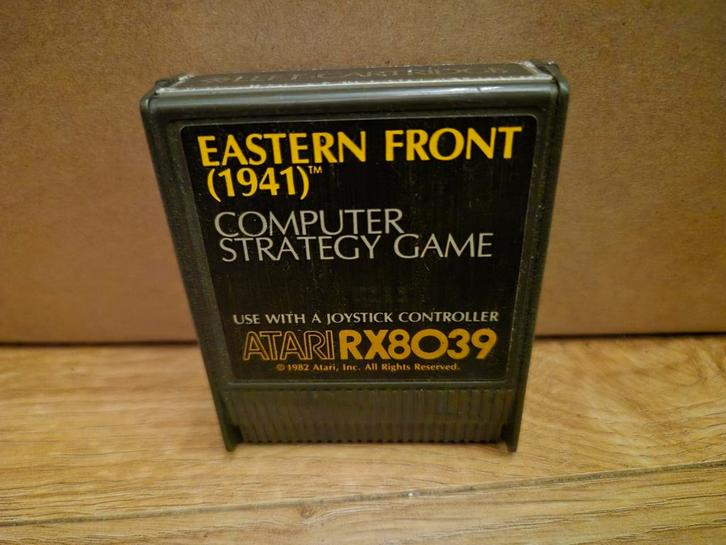 EASTERN FRONT
(1941)™
COMPUTER
STRATEGY GAME
USE WITH A JOYSTICK CONTROLLER
ATARI RX8039
© 1982 Atari, Inc. All Rights Reserved.